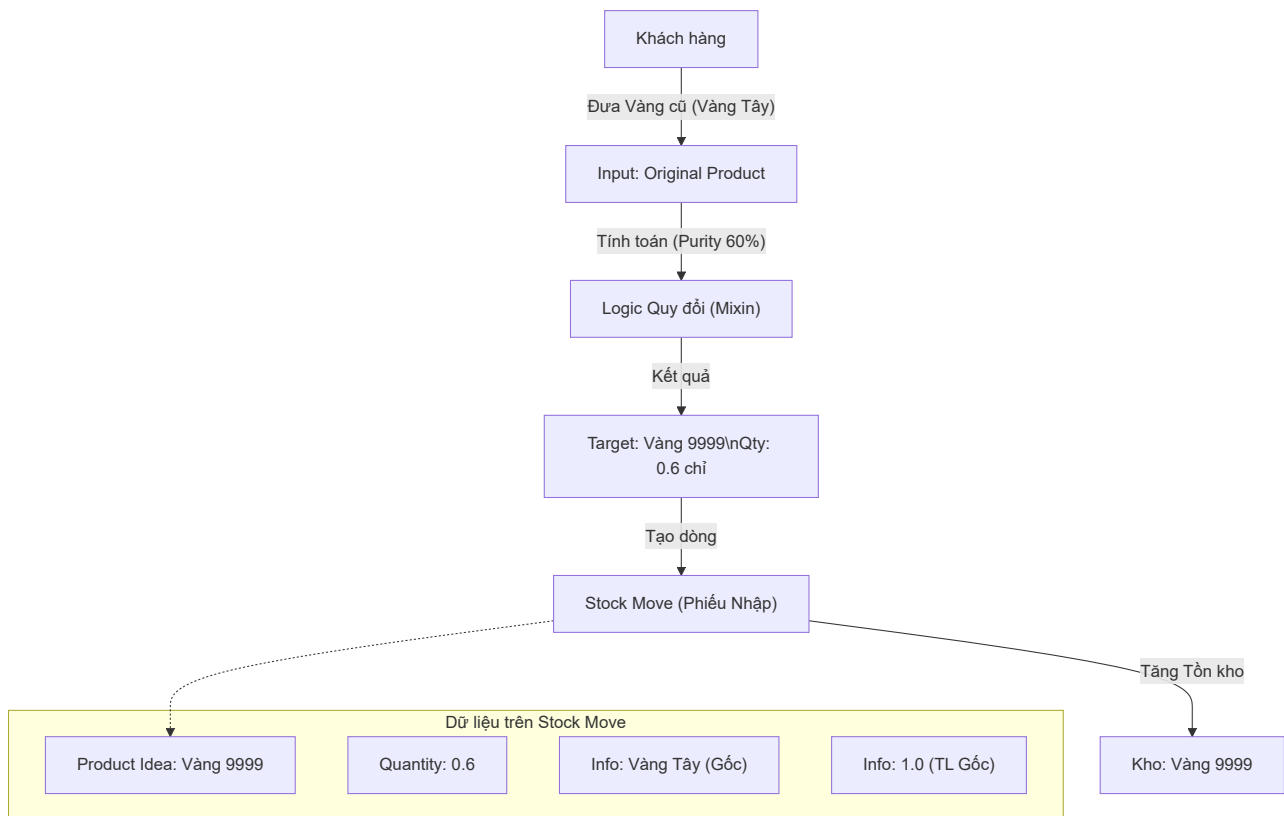 Khách hàng
Đưa Vàng cũ (Vàng Tây)
Input: Original Product
Tính toán (Purity 60%)
Logic Quy đổi (Mixin)
Kết quả
Target: Vàng 9999\nQty:
0.6 chỉ
Tạo dòng
Stock Move (Phiếu Nhập)
Tăng Tồn kho
Dữ liệu trên Stock Move
Product Idea: Vàng 9999
Quantity: 0.6
Info: Vàng Tây (Gốc)
Info: 1.0 (TL Gốc)
Kho: Vàng 9999